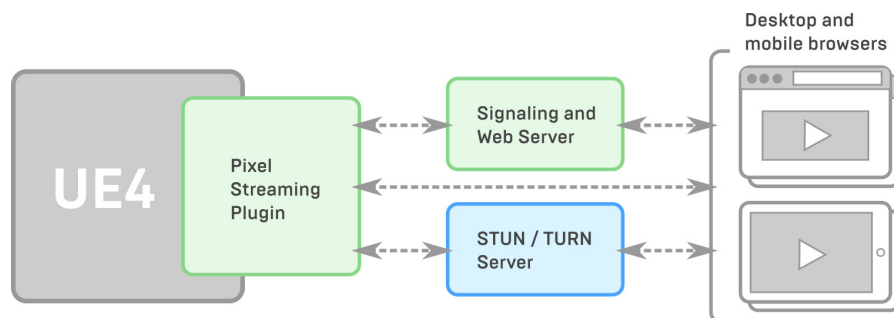 Desktop and
mobile browsers
UE4
Pixel
Streaming
Plugin
Signaling and
Web Server
STUN / TURN
Server